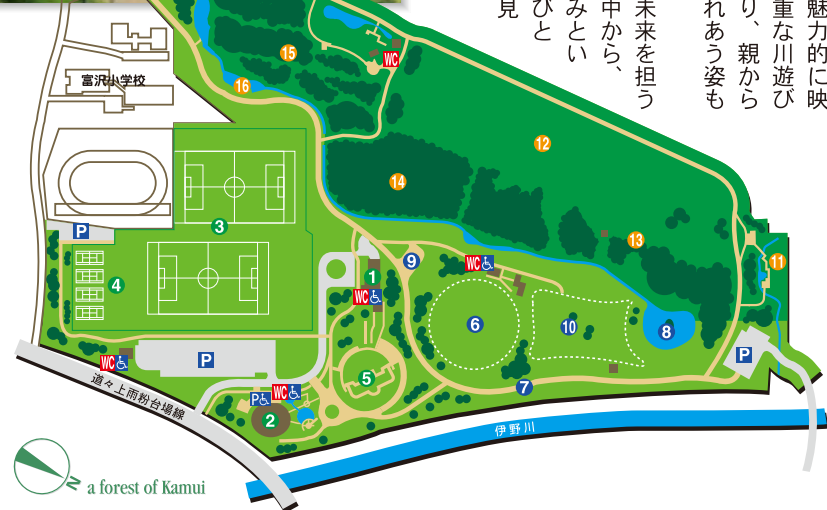 魅力的に映
重な川遊び
り、親から
れあう姿も
未来を担う
中から、
みとい
びと
見
富沢小学校
15
WC
16
12
14
13
11
P
3
4
1
9
WC
WC
6
10
8
P
WC
P
5
7
P
WC
2
道々上雨粉台場線
伊野川
N
a forest of Kamui